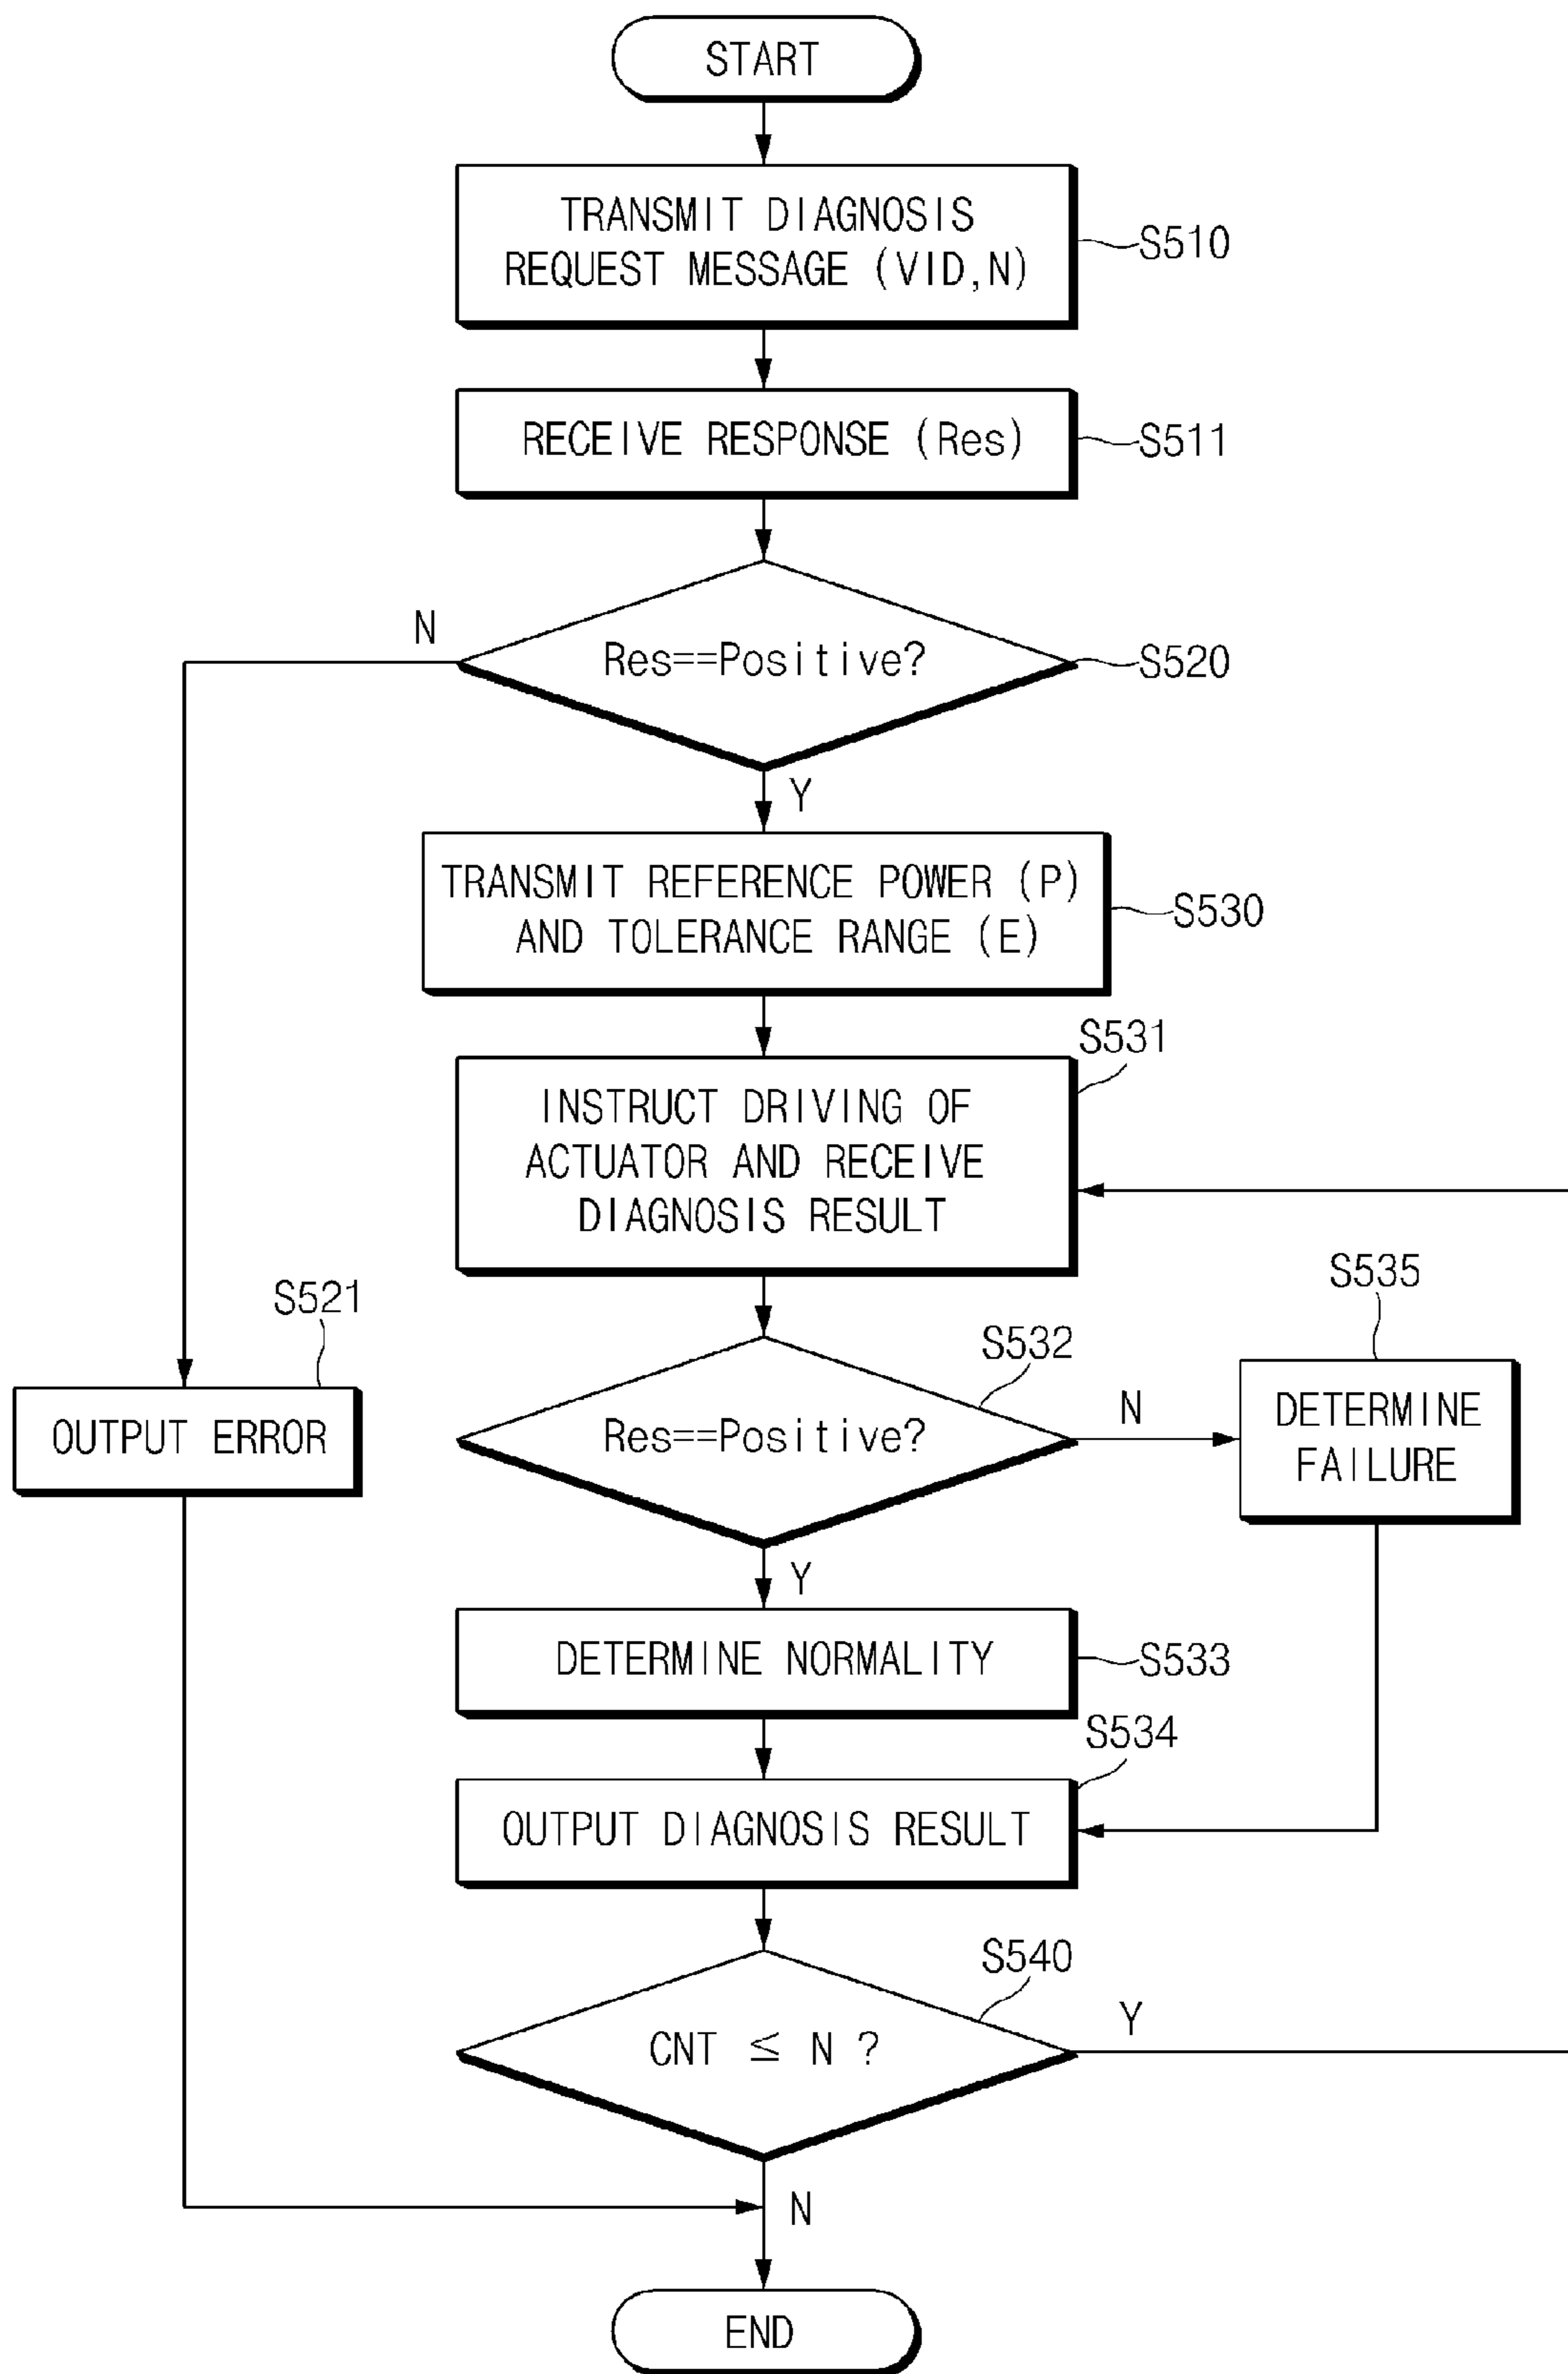 START
TRANSMIT DIAGNOSIS
REQUEST MESSAGE (VID,N)
S510
RECEIVE RESPONSE (Res)
S511
N
Res==Positive?
S520
Y
TRANSMIT REFERENCE POWER (P)
AND TOLERANCE RANGE (E)
S530
S531
INSTRUCT DRIVING OF
ACTUATOR AND RECEIVE
DIAGNOSIS RESULT
S521
OUTPUT ERROR
S532
Res==Positive?
N
S535
DETERMINE
FAILURE
Y
DETERMINE NORMALITY
S533
S534
OUTPUT DIAGNOSIS RESULT
S540
CNT ≤ N ?
Y
N
END